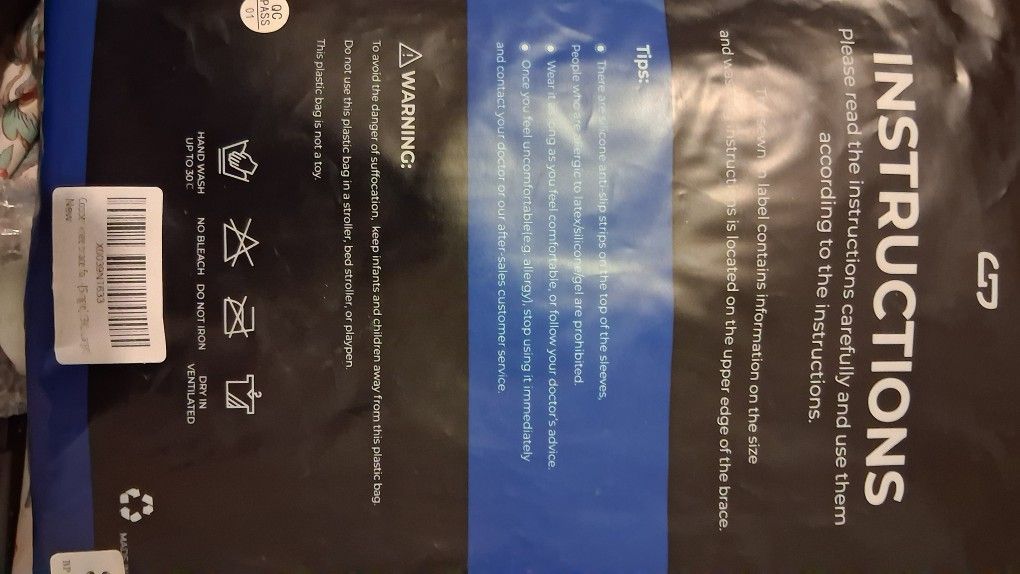 INSTRUCTIONS
Please read the instructions carefully and use them
according to the instructions.
sewn label contains information on the size
and is located on the upper edge of the brace.
Tips:
● There are silicone anti-slip strips on the top of the sleeves,
People who are allergic to latex/silicone/gel are prohibited.
● Wear it as long as you feel comfortable, or follow your doctor's advice.
● Once you feel uncomfortable(e.g. allergy), stop using it immediately
and contact your doctor or our after-sales customer service.
WARNING:
To avoid the danger of suffocation, keep infants and children away from this plastic bag.
Do not use this plastic bag in a stroller, bed stroller, or playpen.
This plastic bag is not a toy.
HAND WASH
UP TO 30℃
NO BLEACH
DO NOT IRON
DRY IN
VENTILATED
QC
PASS
01
New